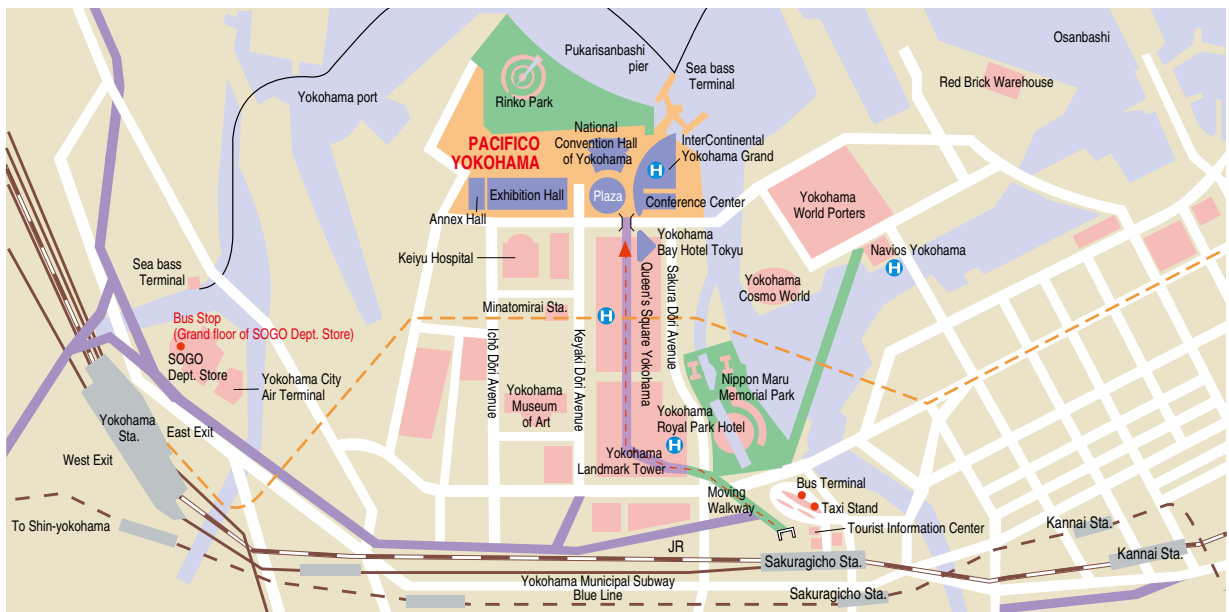 Pukarisanbashi
pier
Sea bass
Terminal
Osanbashi
Red Brick Warehouse
Yokohama port
Rinko Park
National
Convention Hall
of Yokohama
PACIFICO
YOKOHAMA
InterContinental
Yokohama Grand
H
Exhibition Hall
Plaza
Conference Center
Annex Hall
Yokohama
World Porters
Keiyu Hospital
Yokohama
Bay Hotel Tokyu
Navios Yokohama
H
Sea bass
Terminal
Yokohama
Cosmo World
Minatomirai Sta.
H
Bus Stop
(Grand floor of SOGO Dept. Store)
SOGO
Dept. Store
Yokohama City
Air Terminal
Ichō Dōri Avenue
Keyaki Dōri Avenue
Queen's Square Yokohama
Sakura Dōri Avenue
Nippon Maru
Memorial Park
Yokohama
Museum
of Art
Yokohama
Royal Park Hotel
H
Yokohama
Sta.
East Exit
West Exit
Yokohama
Landmark Tower
Moving
Walkway
Bus Terminal
Taxi Stand
Tourist Information Center
To Shin-yokohama
Kannai Sta.
Kannai Sta.
JR
Sakuragicho Sta.
Yokohama Municipal Subway
Blue Line
Sakuragicho Sta.